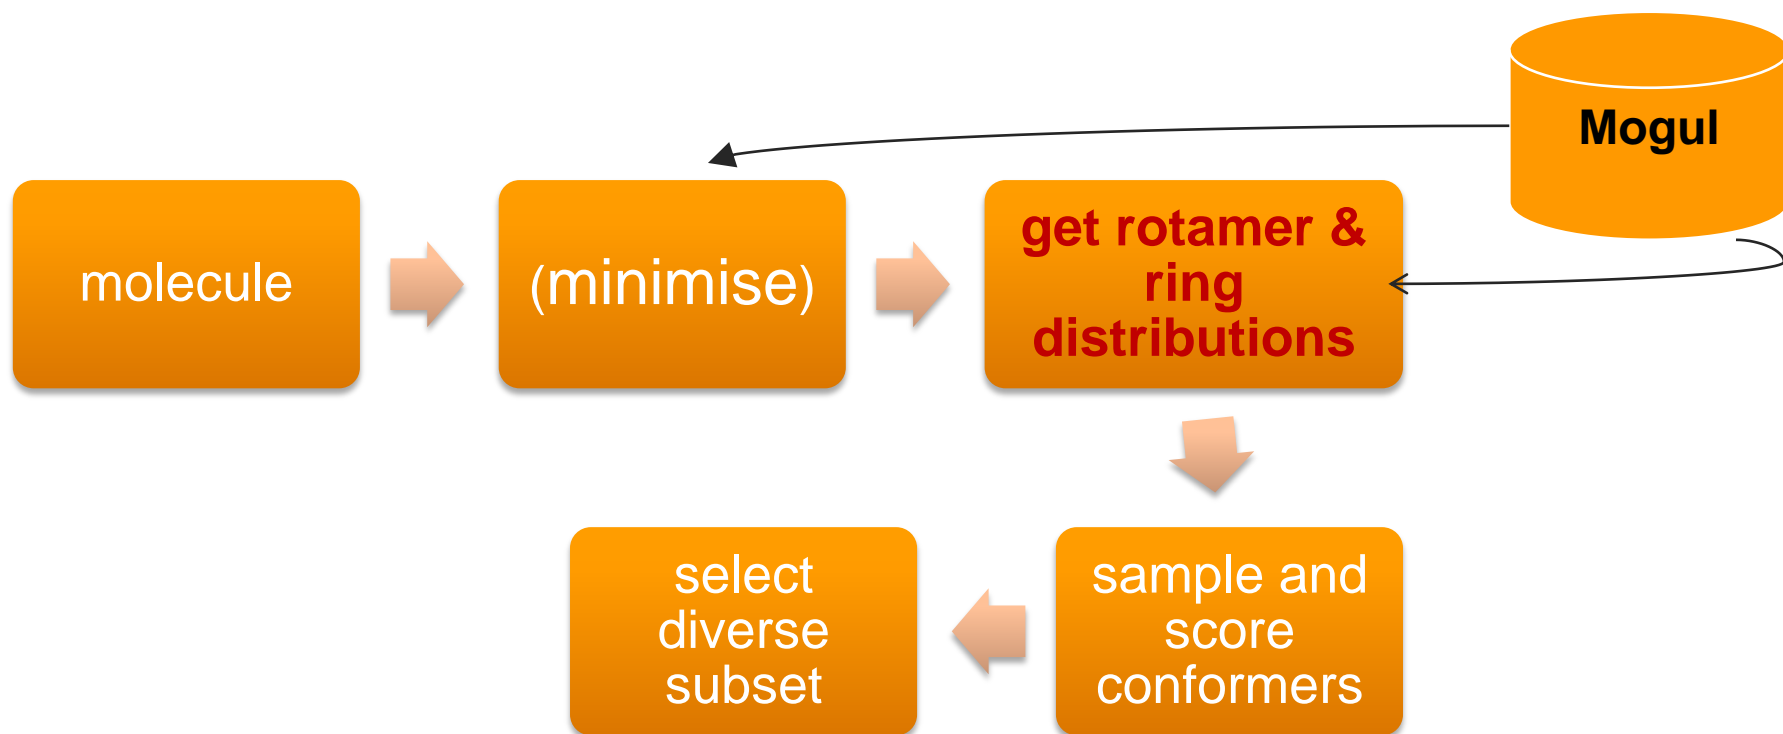 Mogul
molecule
(minimise)
get rotamer &
ring
distributions
sample and
score
conformers
select
diverse
subset